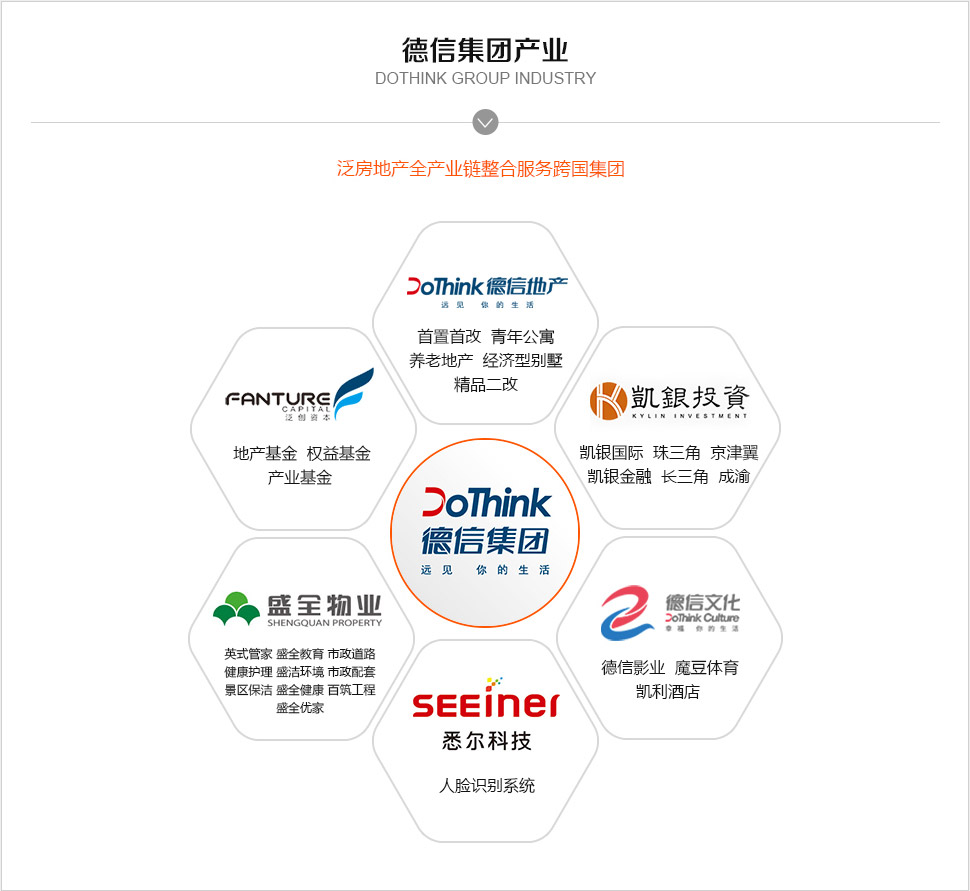 德信集团产业
DOTHINK GROUP INDUSTRY
泛房地产全产业链整合服务跨国集团
DoThink 德信地产
远见 你的生活
首置首改 青年公寓
养老地产 经济型别墅
精品二改
FANTURE
CAPITAL
泛创资本
地产基金 权益基金
产业基金
凱銀投資
KYLIN INVESTMENT
凯银国际 珠三角 京津翼
凯银金融 长三角 成渝
DoThink
德信集团
远见 你的生活
盛全物业
SHENGQUAN PROPERTY
英式管家 盛全教育 市政道路
健康护理 盛洁环境 市政配套
景区保洁 盛全健康 百筑工程
盛全优家
德信文化
DoThink Culture
幸福 你的生活
德信影业 魔豆体育
凯利酒店
SEEiner
悉尔科技
人脸识别系统